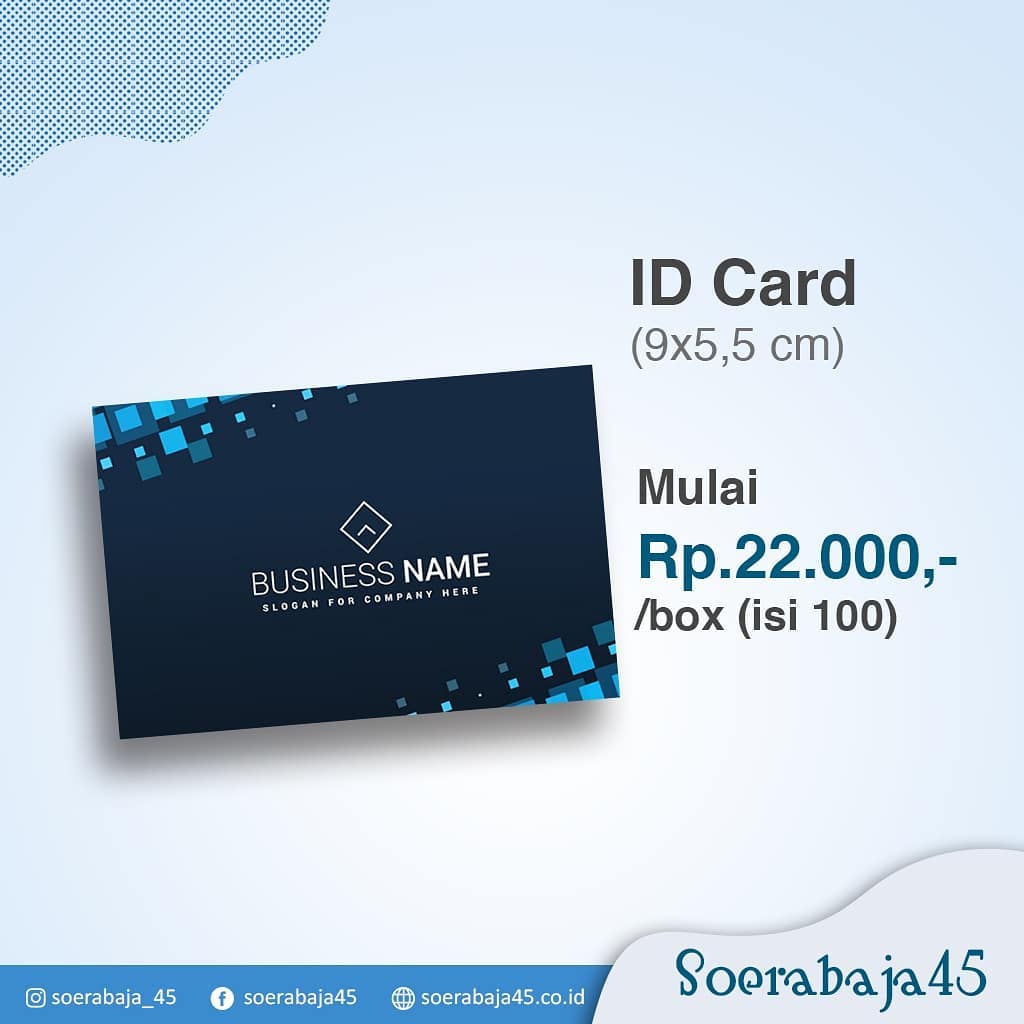 ID Card
(9x5,5 cm)
Mulai
Rp.22.000,-
/box (isi 100)
BUSINESS NAME
SLOGAN FOR COMPANY HERE
soerabaja_45 soerabaja45 soerabaja45.co.id
Soerabaja45